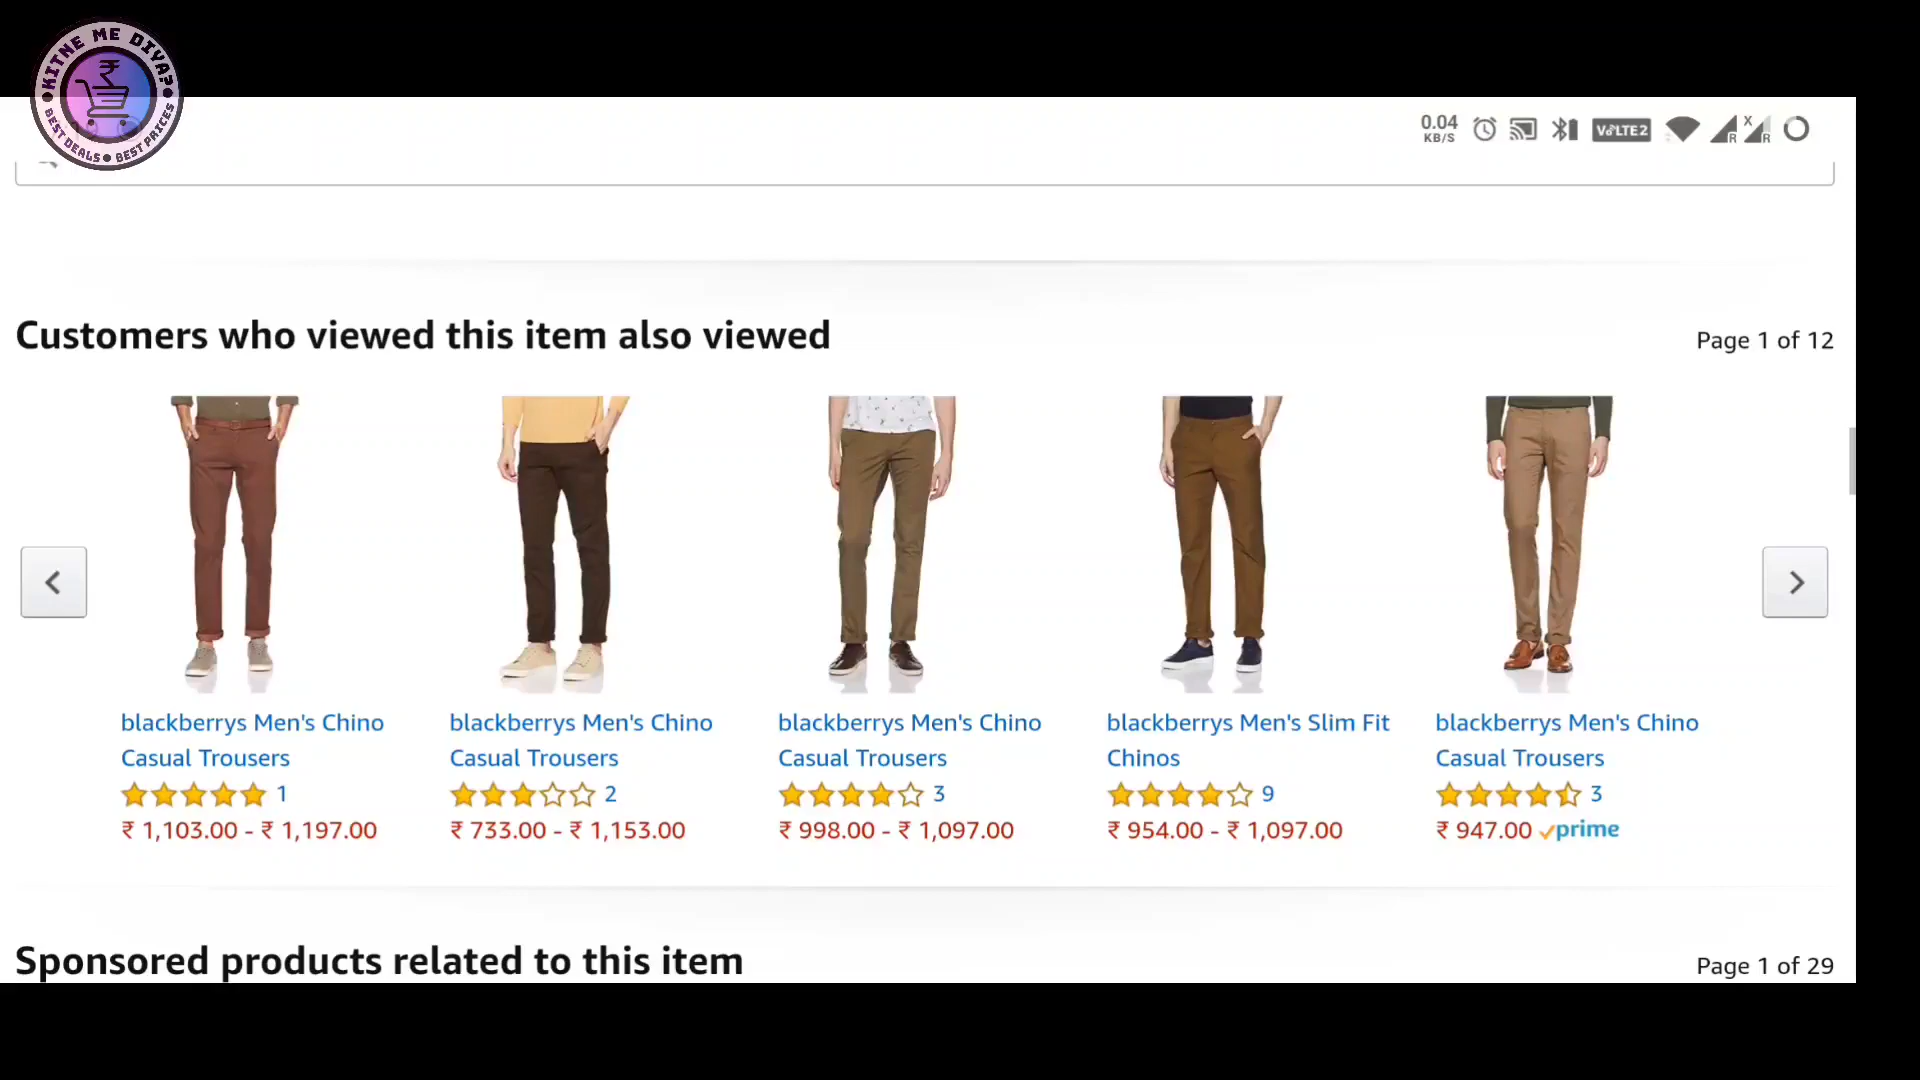 KITNE ME DIYA?
BEST DEALS ● BEST PRICES
0.04
KB/S
VoLTE2
R
X
R
Customers who viewed this item also viewed
Page 1 of 12
blackberrys Men's Chino
Casual Trousers
1
₹ 1,103.00 - ₹ 1,197.00
blackberrys Men's Chino
Casual Trousers
2
₹ 733.00 - ₹ 1,153.00
blackberrys Men's Chino
Casual Trousers
3
₹ 998.00 - ₹ 1,097.00
blackberrys Men's Slim Fit
Chinos
9
₹ 954.00 - ₹ 1,097.00
blackberrys Men's Chino
Casual Trousers
3
₹ 947.00 prime
Sponsored products related to this item
Page 1 of 29